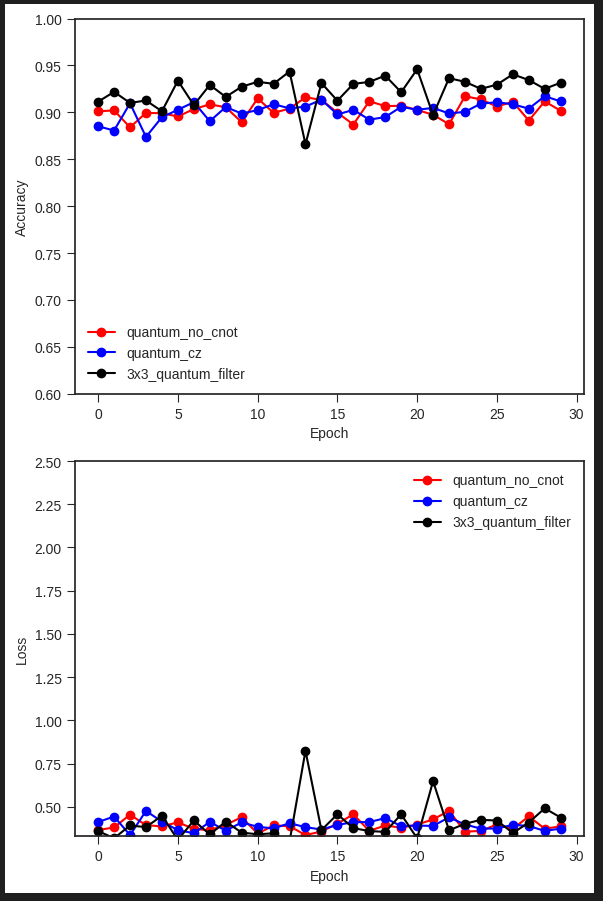 1.00
0.95
0.90
0.85
0.80
0.75
0.70
0.65
0.60
Accuracy
quantum_no_cnot
quantum_cz
3x3_quantum_filter
0 5 10 15 20 25 30
Epoch
2.50
2.25
2.00
1.75
1.50
1.25
1.00
0.75
0.50
Loss
quantum_no_cnot
quantum_cz
3x3_quantum_filter
0 5 10 15 20 25 30
Epoch